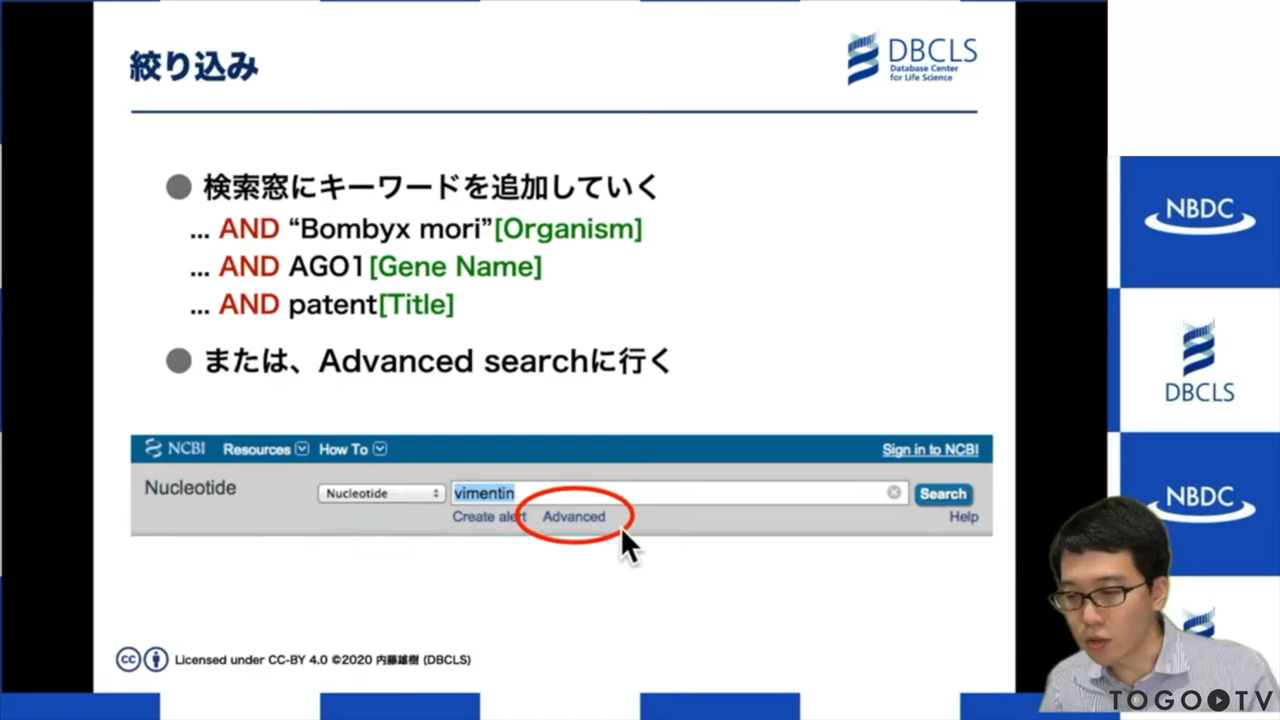 絞り込み
DBCLS
Database Center
for Life Science
検索窓にキーワードを追加していく
... AND “Bombyx mori”[Organism]
... AND AGO1[Gene Name]
... AND patent[Title]
または、Advanced searchに行く
NCBI Resources How To Sign in to NCBI
Nucleotide Nucleotide vimentin Search
Create alert Advanced Help
cc Licensed under CC-BY 4.0 ©2020 内藤雄樹 (DBCLS)
NBDC
DBCLS
NBDC
TOGOTV